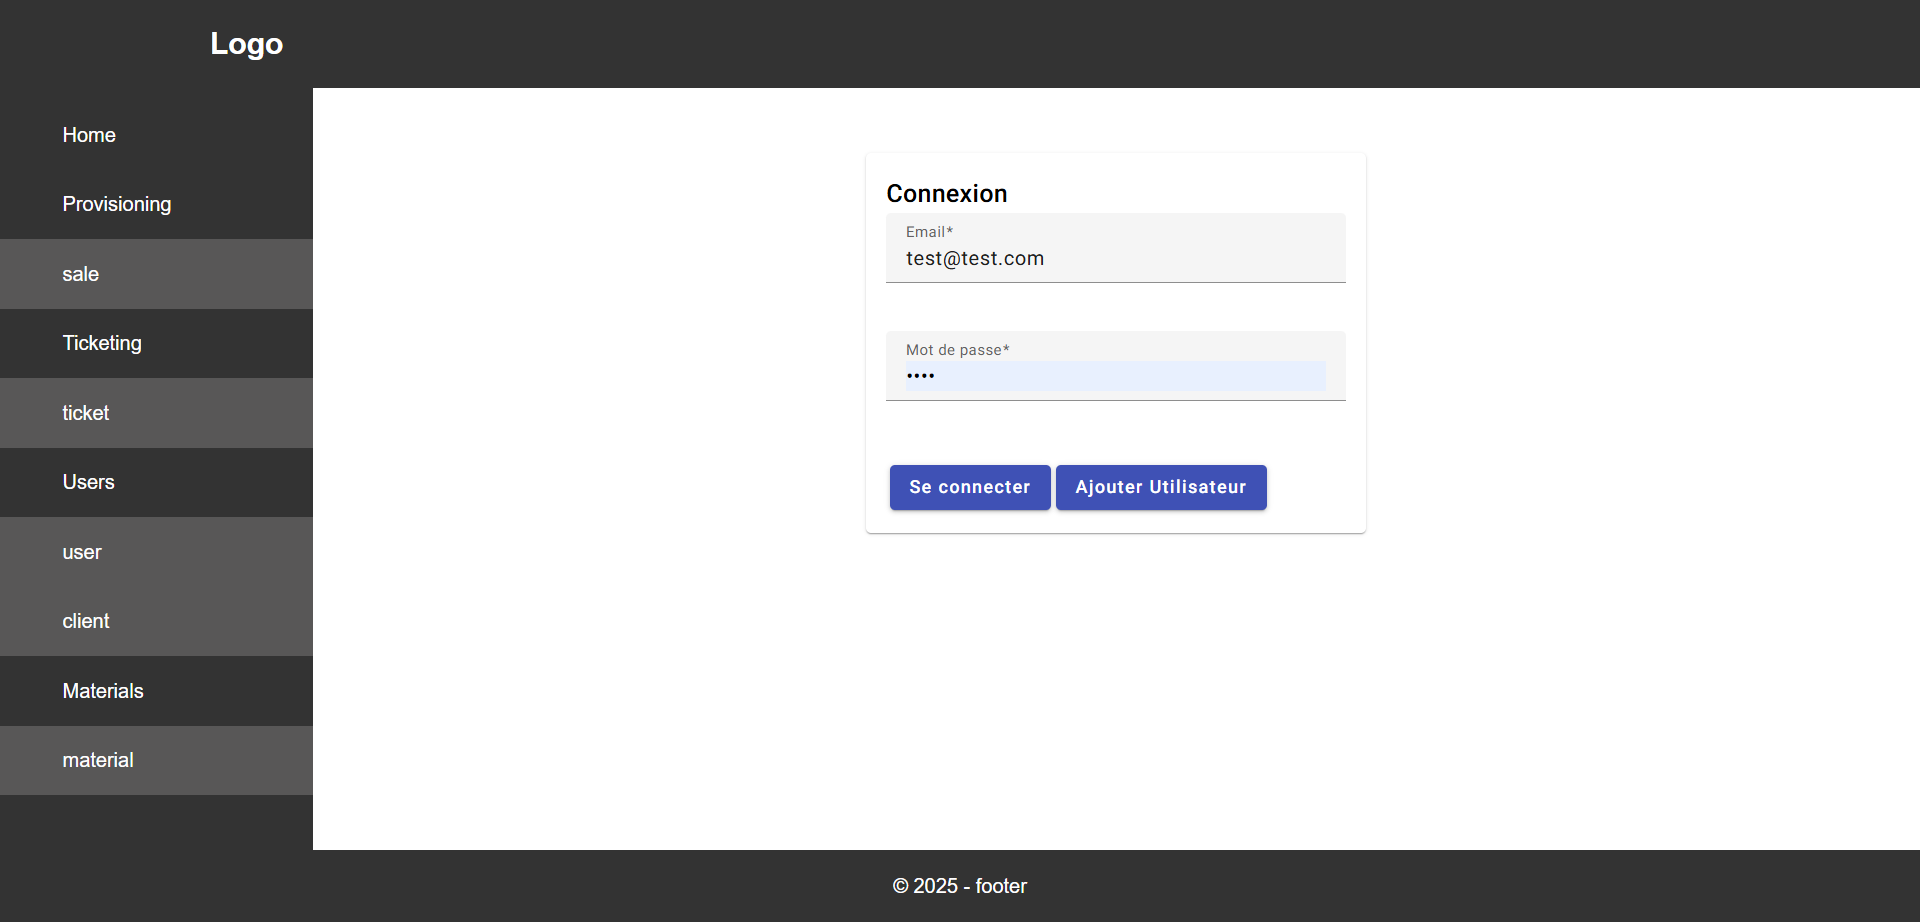 Logo
Home
Provisioning
sale
Ticketing
ticket
Users
user
client
Materials
material
Connexion
Email*
test@test.com
Mot de passe*
••••
Se connecter
Ajouter Utilisateur
© 2025 - footer